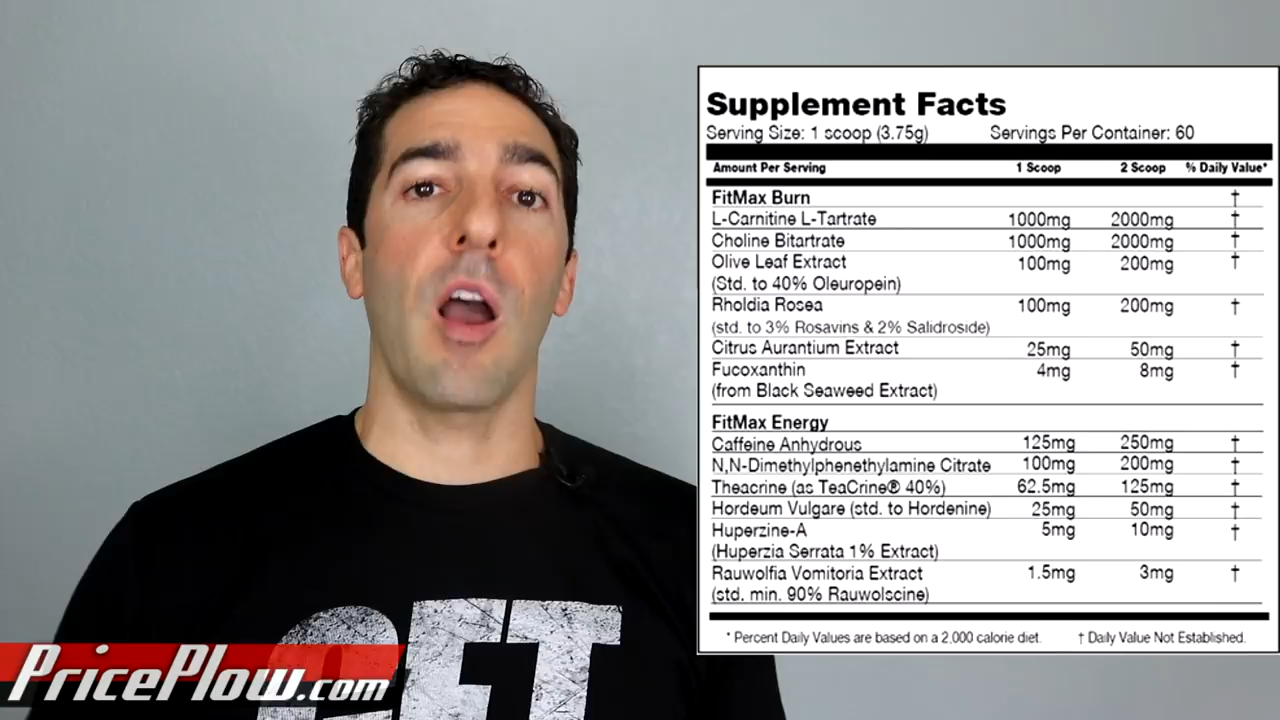 Supplement Facts
Serving Size: 1 scoop (3.75g) Servings Per Container: 60
Amount Per Serving 1 Scoop 2 Scoop % Daily Value*
FitMax Burn †
L-Carnitine L-Tartrate 1000mg 2000mg †
Choline Bitartrate 1000mg 2000mg †
Olive Leaf Extract 100mg 200mg †
(Std. to 40% Oleuropein)
Rholdia Rosea 100mg 200mg †
(std. to 3% Rosavins & 2% Salidroside)
Citrus Aurantium Extract 25mg 50mg †
Fucoxanthin 4mg 8mg †
(from Black Seaweed Extract)
FitMax Energy
Caffeine Anhydrous 125mg 250mg †
N,N-Dimethylphenethylamine Citrate 100mg 200mg †
Theacrine (as TeaCrine® 40%) 62.5mg 125mg †
Hordeum Vulgare (std. to Hordenine) 25mg 50mg †
Huperzine-A 5mg 10mg †
(Huperzia Serrata 1% Extract)
Rauwolfia Vomitoria Extract 1.5mg 3mg †
(std. min. 90% Rauwolscine)
* Percent Daily Values are based on a 2,000 calorie diet. † Daily Value Not Established.
PricePlow.com